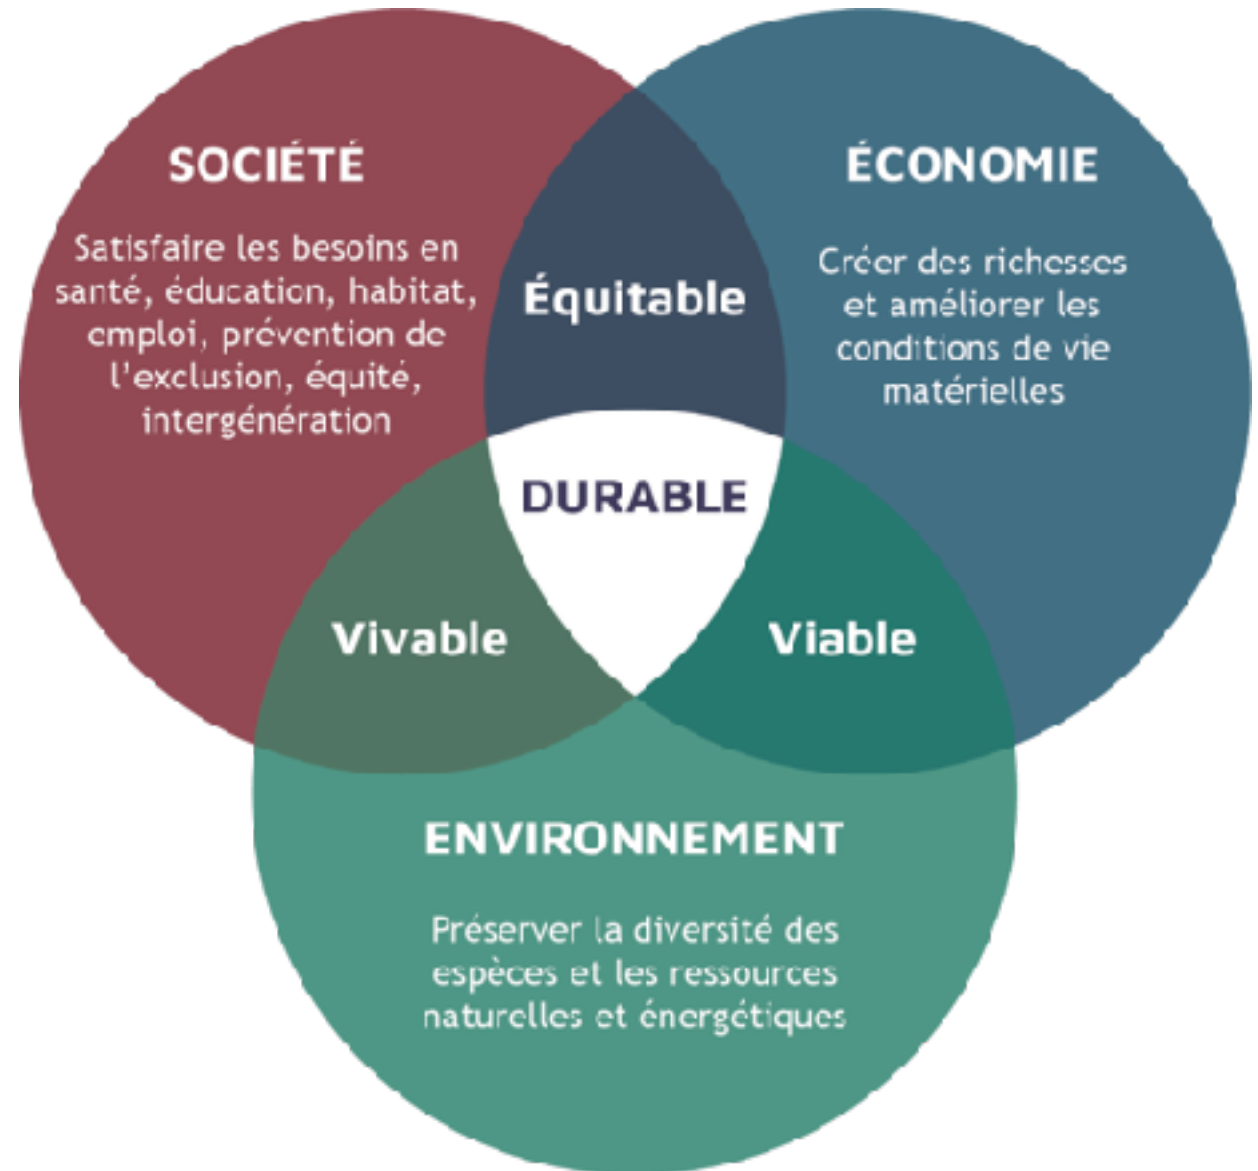 SOCIÉTÉ
Satisfaire les besoins en
santé, éducation, habitat,
emploi, prévention de
l'exclusion, équité,
intergénération
ÉCONOMIE
Créer des richesses
et améliorer les
conditions de vie
matérielles
Équitable
DURABLE
Vivable
Viable
ENVIRONNEMENT
Préserver la diversité des
espèces et les ressources
naturelles et énergétiques